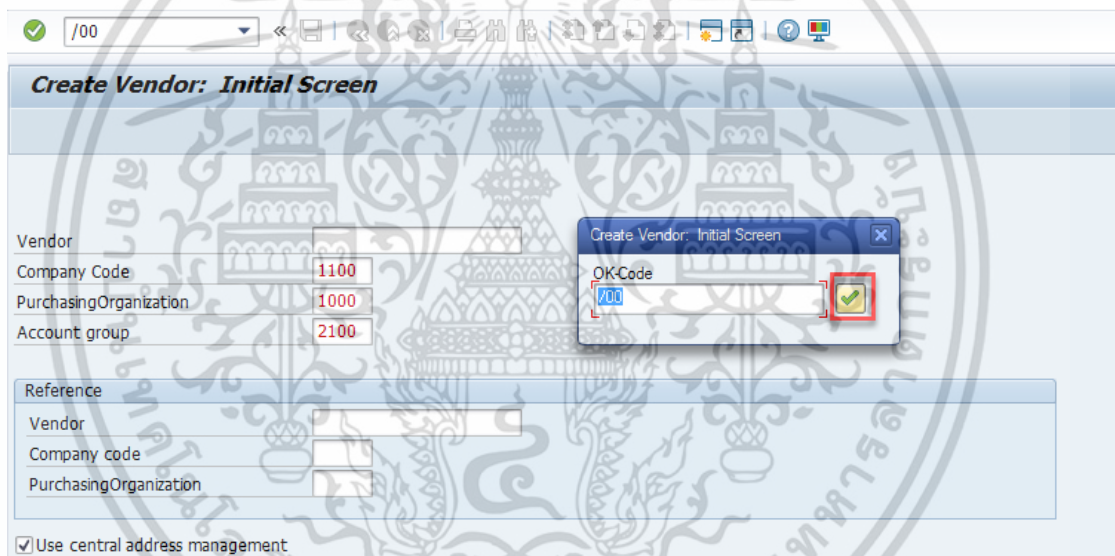 /00
Create Vendor: Initial Screen
Vendor
Company Code 1100
PurchasingOrganization 1000
Account group 2100
Create Vendor: Initial Screen
OK-Code
/00
Reference
Vendor
Company code
PurchasingOrganization
Use central address management